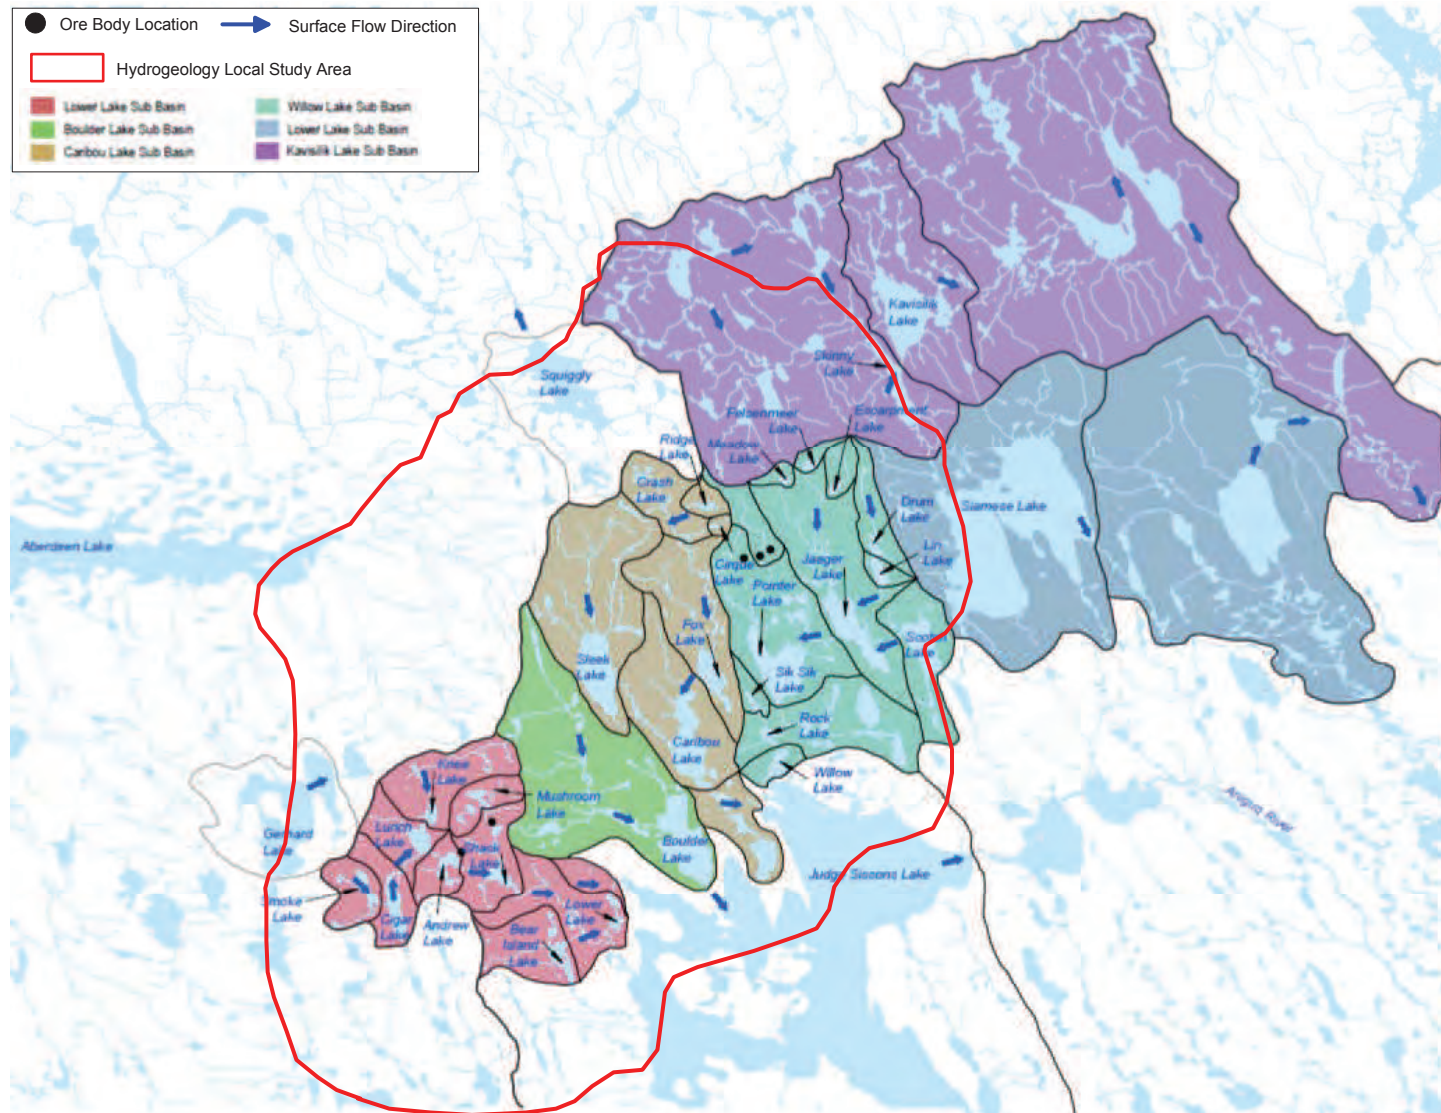 Ore Body Location
Surface Flow Direction
Hydrogeology Local Study Area
Lower Lake Sub Basin
Willow Lake Sub Basin
Boulder Lake Sub Basin
Lower Lake Sub Basin
Caribou Lake Sub Basin
Kavisilik Lake Sub Basin
Kavisilik
Lake
Skinny
Lake
Squiggly
Lake
Felsenmeer
Lake
Escarpment
Lake
Ridge
Lake
Meadow
Lake
Crash
Lake
Drum
Lake
Siamese Lake
Aberdeen Lake
Lin
Lake
Cirque
Lake
Jaeger
Lake
Pointer
Lake
Fox
Lake
Sleek
Lake
Lake
Sik Sik
Lake
Rock
Lake
Caribou
Lake
Willow
Lake
Knee
Lake
Mushroom
Lake
Aniguq River
Gerhard
Lake
Lunch
Lake
Shack
Lake
Boulder
Lake
Judge Sissons Lake
Smoke
Lake
Cigar
Lake
Andrew
Lake
Bear
Island
Lake
Lower
Lake